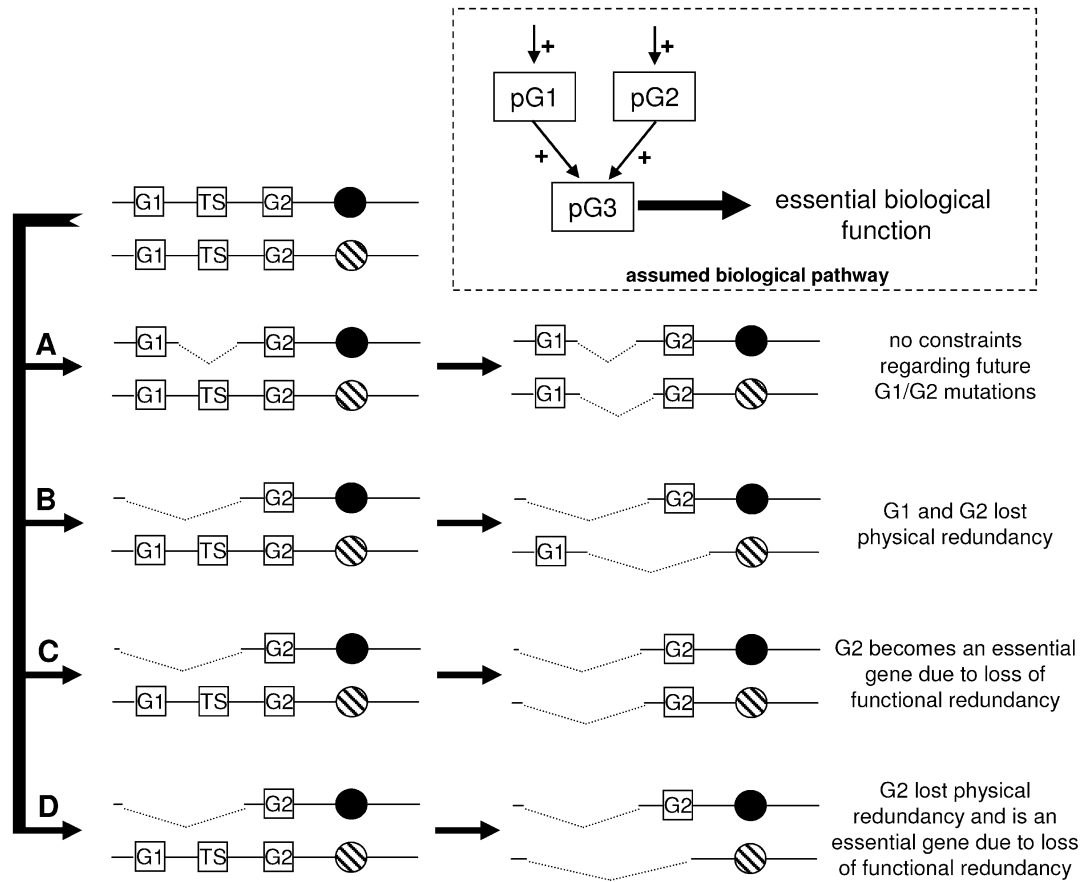 + +
pG1 pG2
+ +
pG3
essential biological
function
assumed biological pathway
G1 TS G2
G1 TS G2
A
G1 G2
G1 TS G2
G1 G2
G1 G2
no constraints
regarding future
G1/G2 mutations
B
G2
G1 TS G2
G2
G1
G1 and G2 lost
physical redundancy
C
G2
G1 TS G2
G2
G2
G2 becomes an essential
gene due to loss of
functional redundancy
D
G2
G1 TS G2
G2
G2 lost physical
redundancy and is an
essential gene due to loss
of functional redundancy